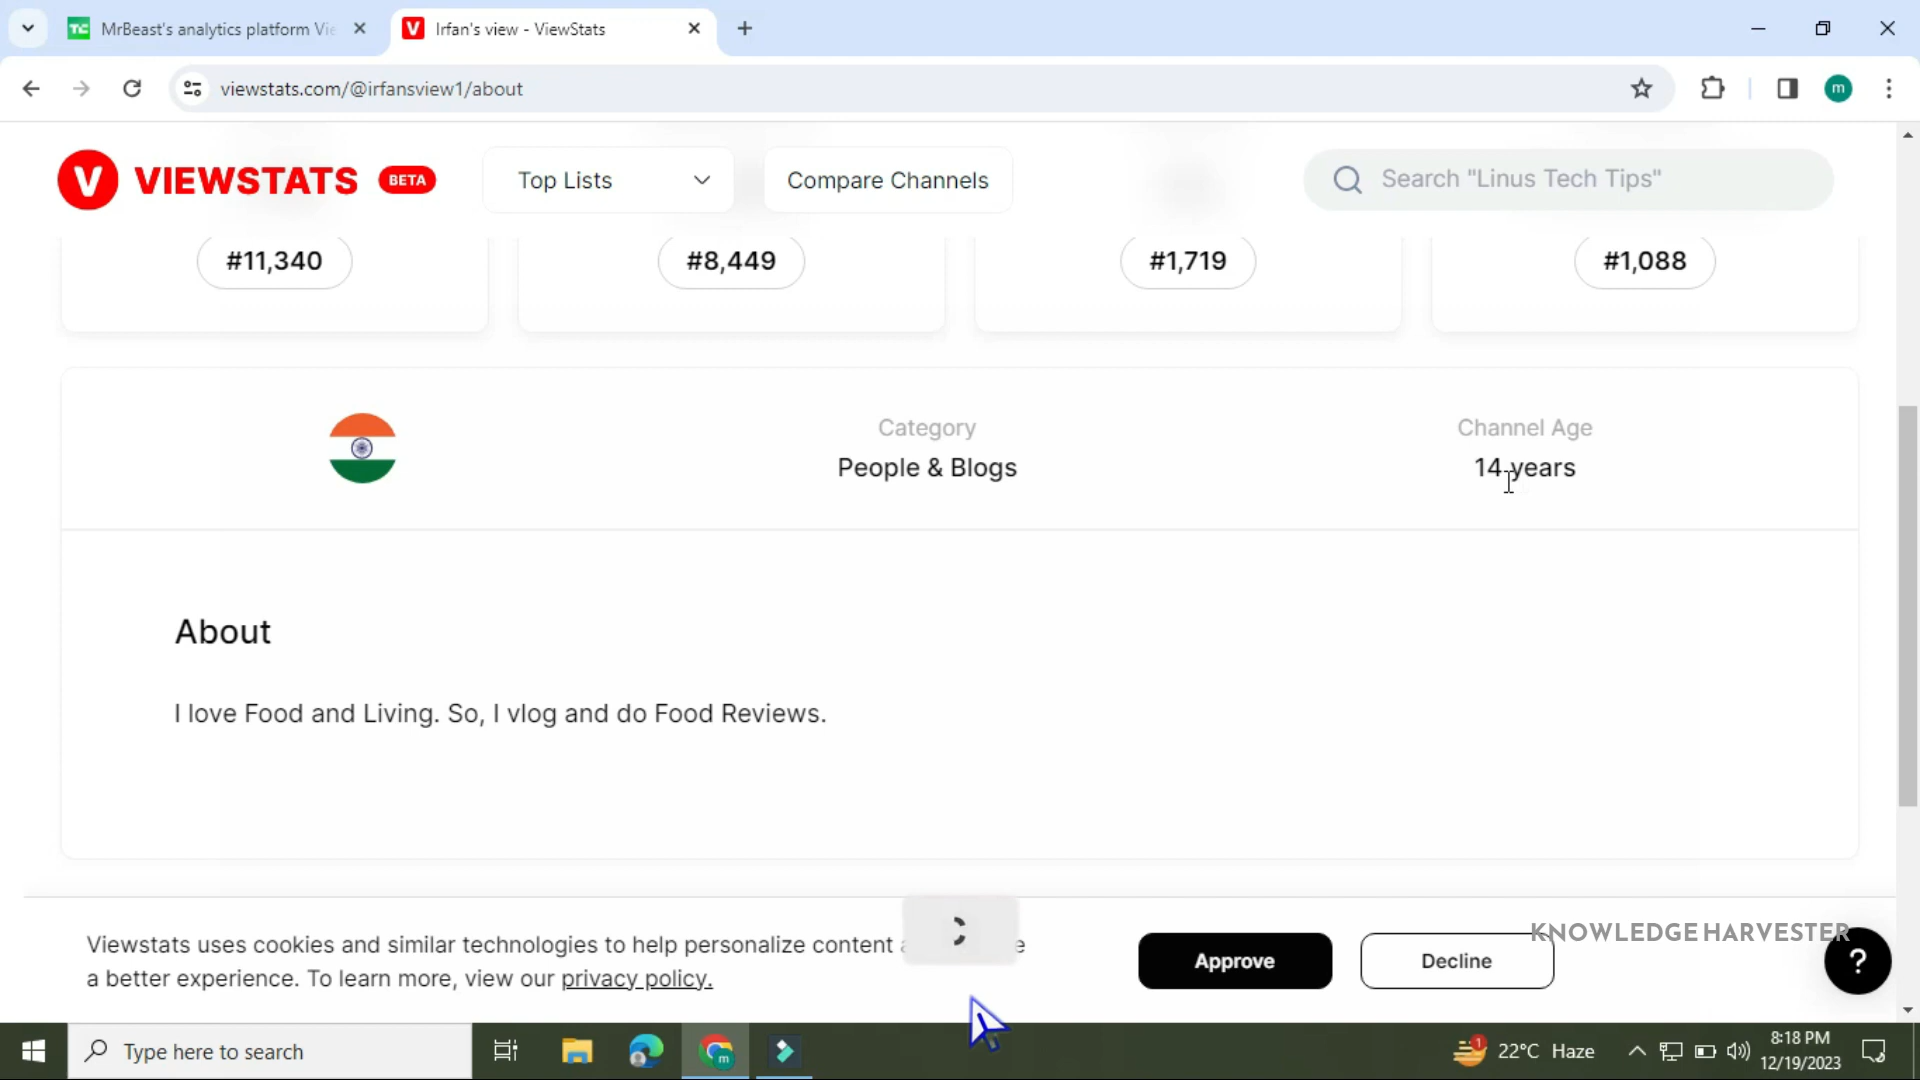 MrBeast's analytics platform Vie
Irfan's view - ViewStats
viewstats.com/@irfansview1/about
m
V VIEWSTATS BETA
Top Lists
Compare Channels
Search "Linus Tech Tips"
#11,340
#8,449
#1,719
#1,088
Category
People & Blogs
Channel Age
14 years
About
I love Food and Living. So, I vlog and do Food Reviews.
Viewstats uses cookies and similar technologies to help personalize content a e
a better experience. To learn more, view our privacy policy.
Approve
Decline
KNOWLEDGE HARVESTER
?
Type here to search
m
1
22°C Haze
8:18 PM
12/19/2023